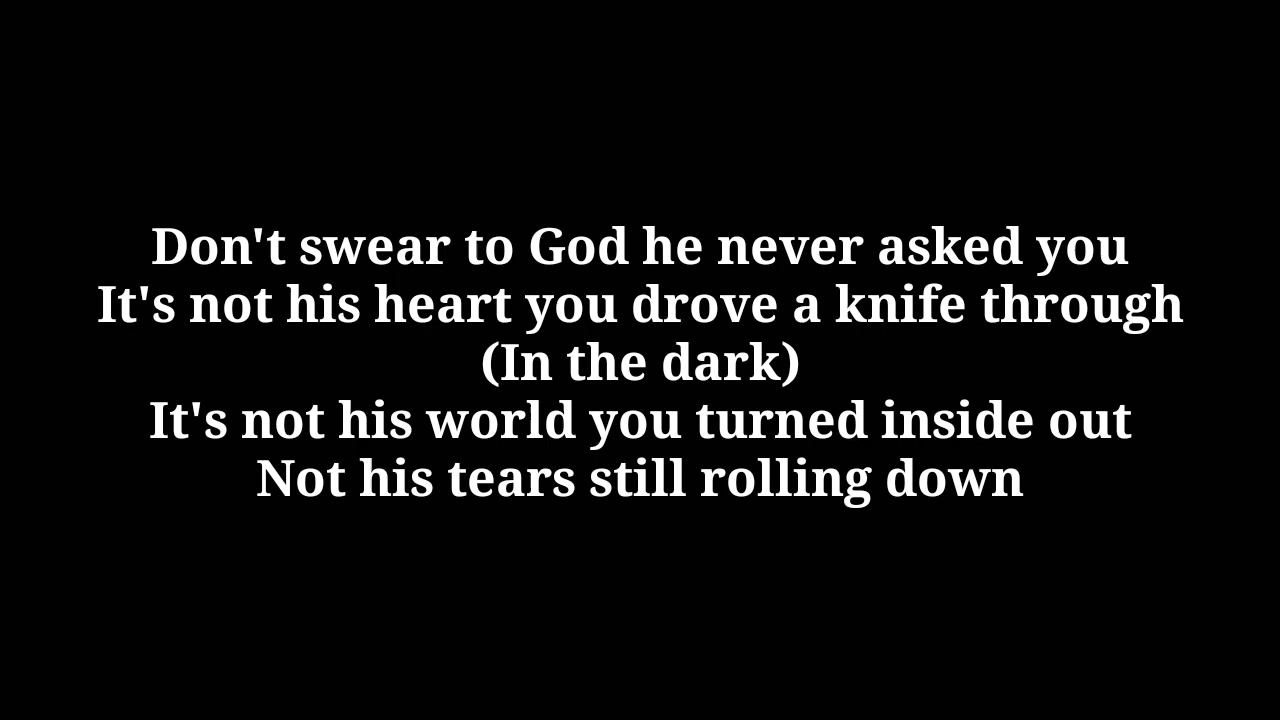 Don't swear to God he never asked you
It's not his heart you drove a knife through
(In the dark)
It's not his world you turned inside out
Not his tears still rolling down